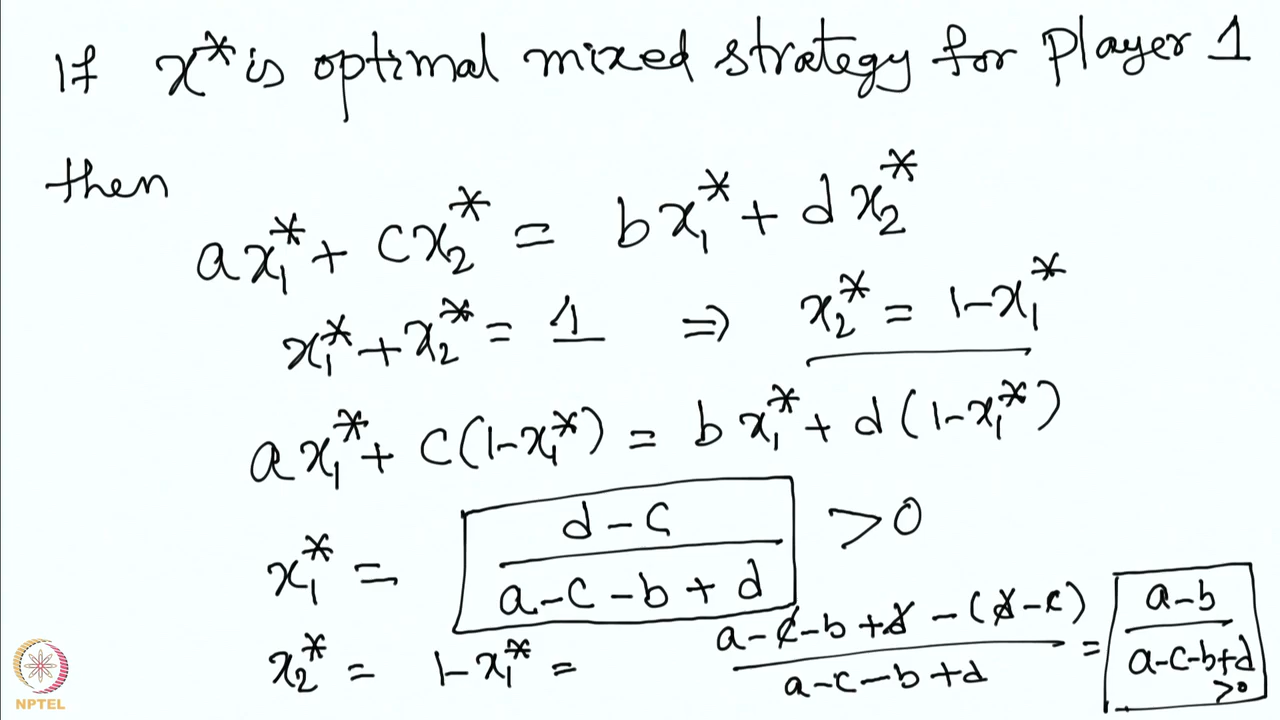 If x* is optimal mixed strategy for Player 1
then
ax₁* + cx₂* = bx₁* + dx₂*
x₁* + x₂* = 1 ⇒ x₂* = 1-x₁*
ax₁* + c(1-x₁*) = bx₁* + d(1-x₁*)
x₁* = (d-c)/(a-c-b+d) >0
x₂* = 1-x₁* = (a-c-b+d-(d-c))/(a-c-b+d) = (a-b)/(a-c-b+d) >0
NPTEL